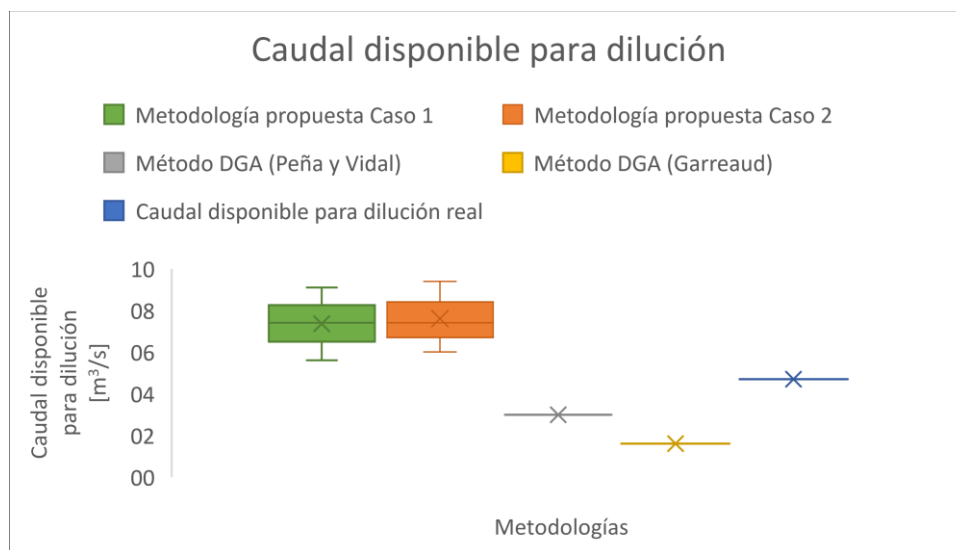 Caudal disponible para dilución
Metodología propuesta Caso 1
Metodología propuesta Caso 2
Método DGA (Peña y Vidal)
Método DGA (Garreaud)
Caudal disponible para dilución real
Caudal disponible
para dilución
[m³/s]
10
08
06
04
02
00
Metodologías